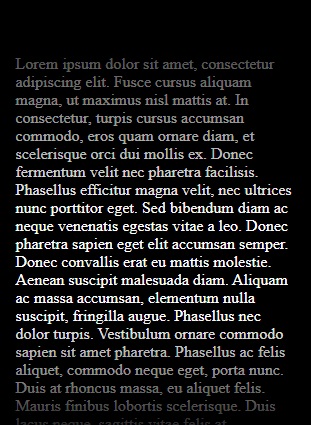 Lorem ipsum dolor sit amet, consectetur
adipiscing elit. Fusce cursus aliquam
magna, ut maximus nisl mattis at. In
consectetur, turpis cursus accumsan
commodo, eros quam ornare diam, et
scelerisque orci dui mollis ex. Donec
fermentum velit nec pharetra facilisis.
Phasellus efficitur magna velit, nec ultrices
nunc porttitor eget. Sed bibendum diam ac
neque venenatis egestas vitae a leo. Donec
pharetra sapien eget elit accumsan semper.
Donec convallis erat eu mattis molestie.
Aenean suscipit malesuada diam. Aliquam
ac massa accumsan, elementum nulla
suscipit, fringilla augue. Phasellus nec
dolor turpis. Vestibulum ornare commodo
sapien sit amet pharetra. Phasellus ac felis
aliquet, commodo neque eget, porta nunc.
Duis at rhoncus massa, eu aliquet felis.
Mauris finibus lobortis scelerisque. Duis
lacus neque, sagittis vitae felis at